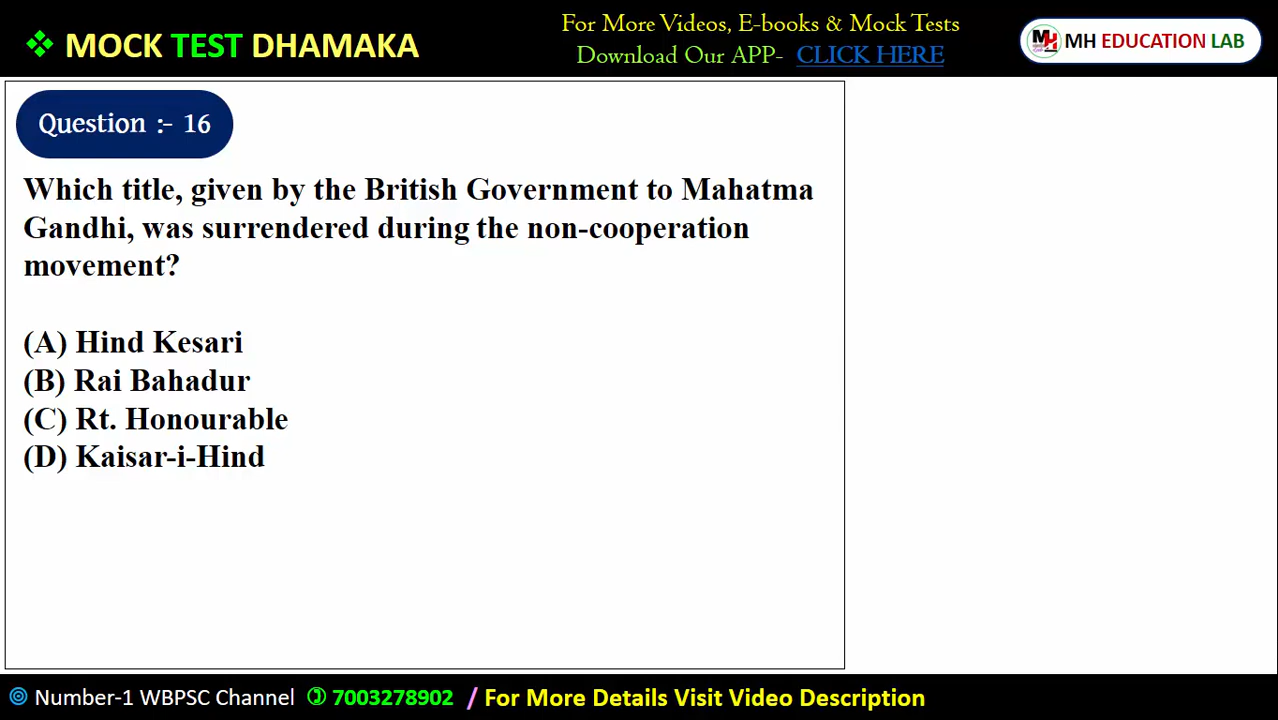 ❖ MOCK TEST DHAMAKA
For More Videos, E-books & Mock Tests
Download Our APP- CLICK HERE
MH EDUCATION LAB
Question :- 16
Which title, given by the British Government to Mahatma
Gandhi, was surrendered during the non-cooperation
movement?
(A) Hind Kesari
(B) Rai Bahadur
(C) Rt. Honourable
(D) Kaisar-i-Hind
Number-1 WBPSC Channel 7003278902 / For More Details Visit Video Description